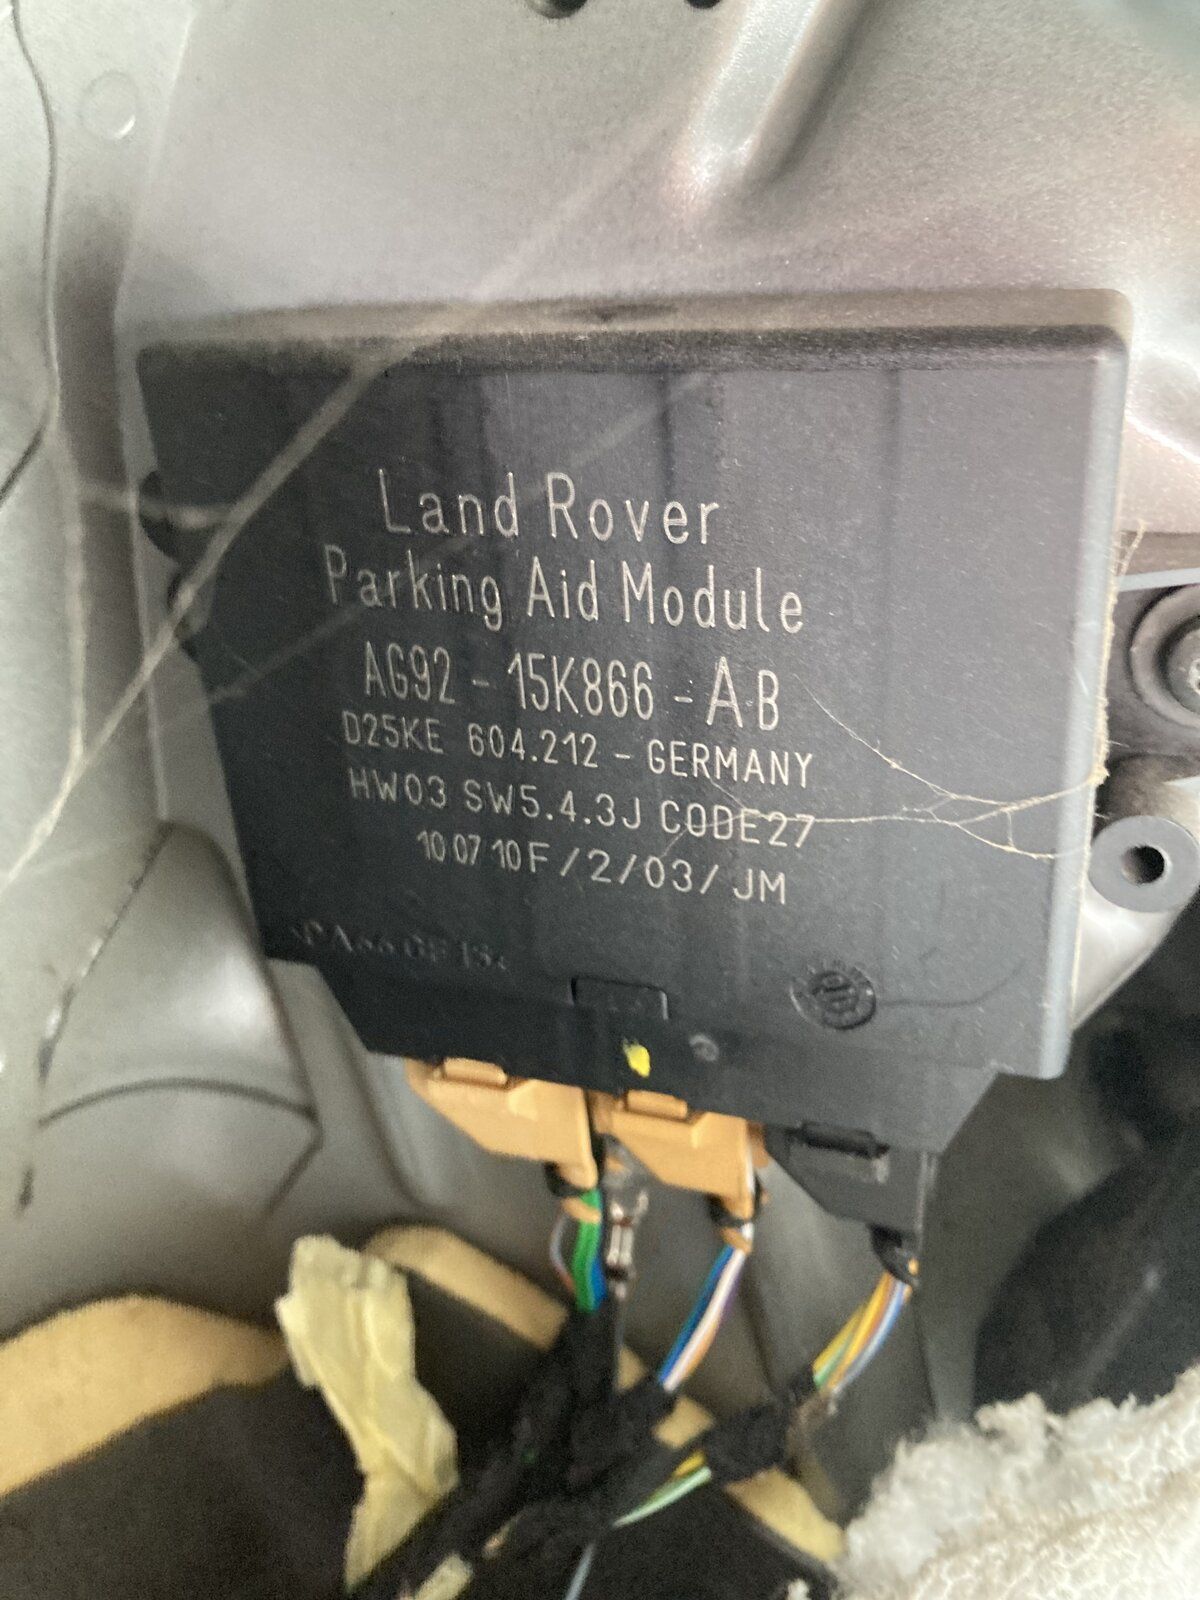 Land Rover
Parking Aid Module
AG92 - 15K866 - AB
D25KE 604.212 - GERMANY
HW03 SW5.4.3J CODE27
10 07 10F/2/03/JM